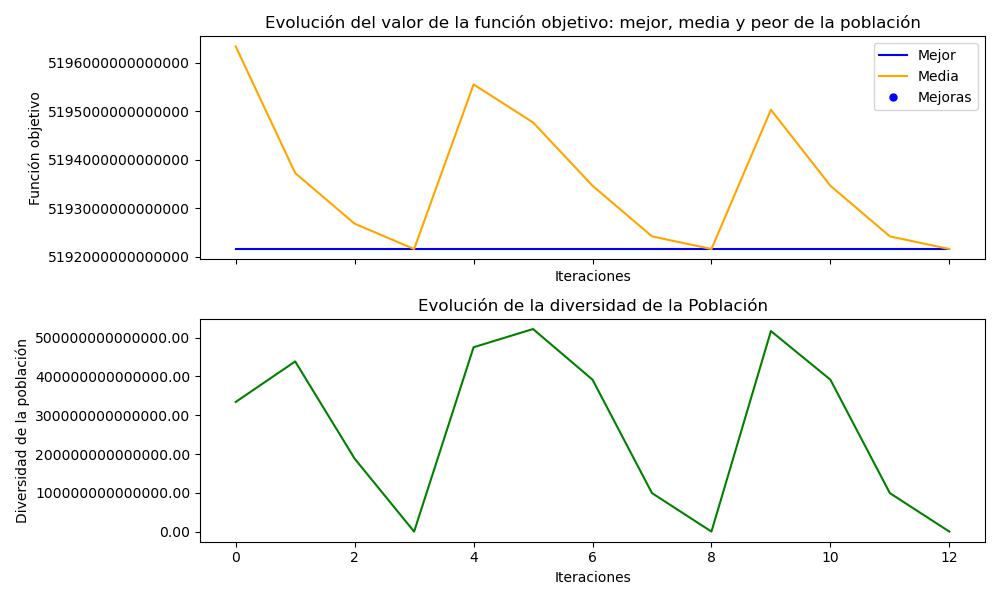 Evolución del valor de la función objetivo: mejor, media y peor de la población
Función objetivo
5196000000000000
5195000000000000
5194000000000000
5193000000000000
5192000000000000
Mejor
Media
Mejoras
Iteraciones
Evolución de la diversidad de la Población
Diversidad de la población
500000000000000.00
400000000000000.00
300000000000000.00
200000000000000.00
100000000000000.00
0.00
0 2 4 6 8 10 12
Iteraciones